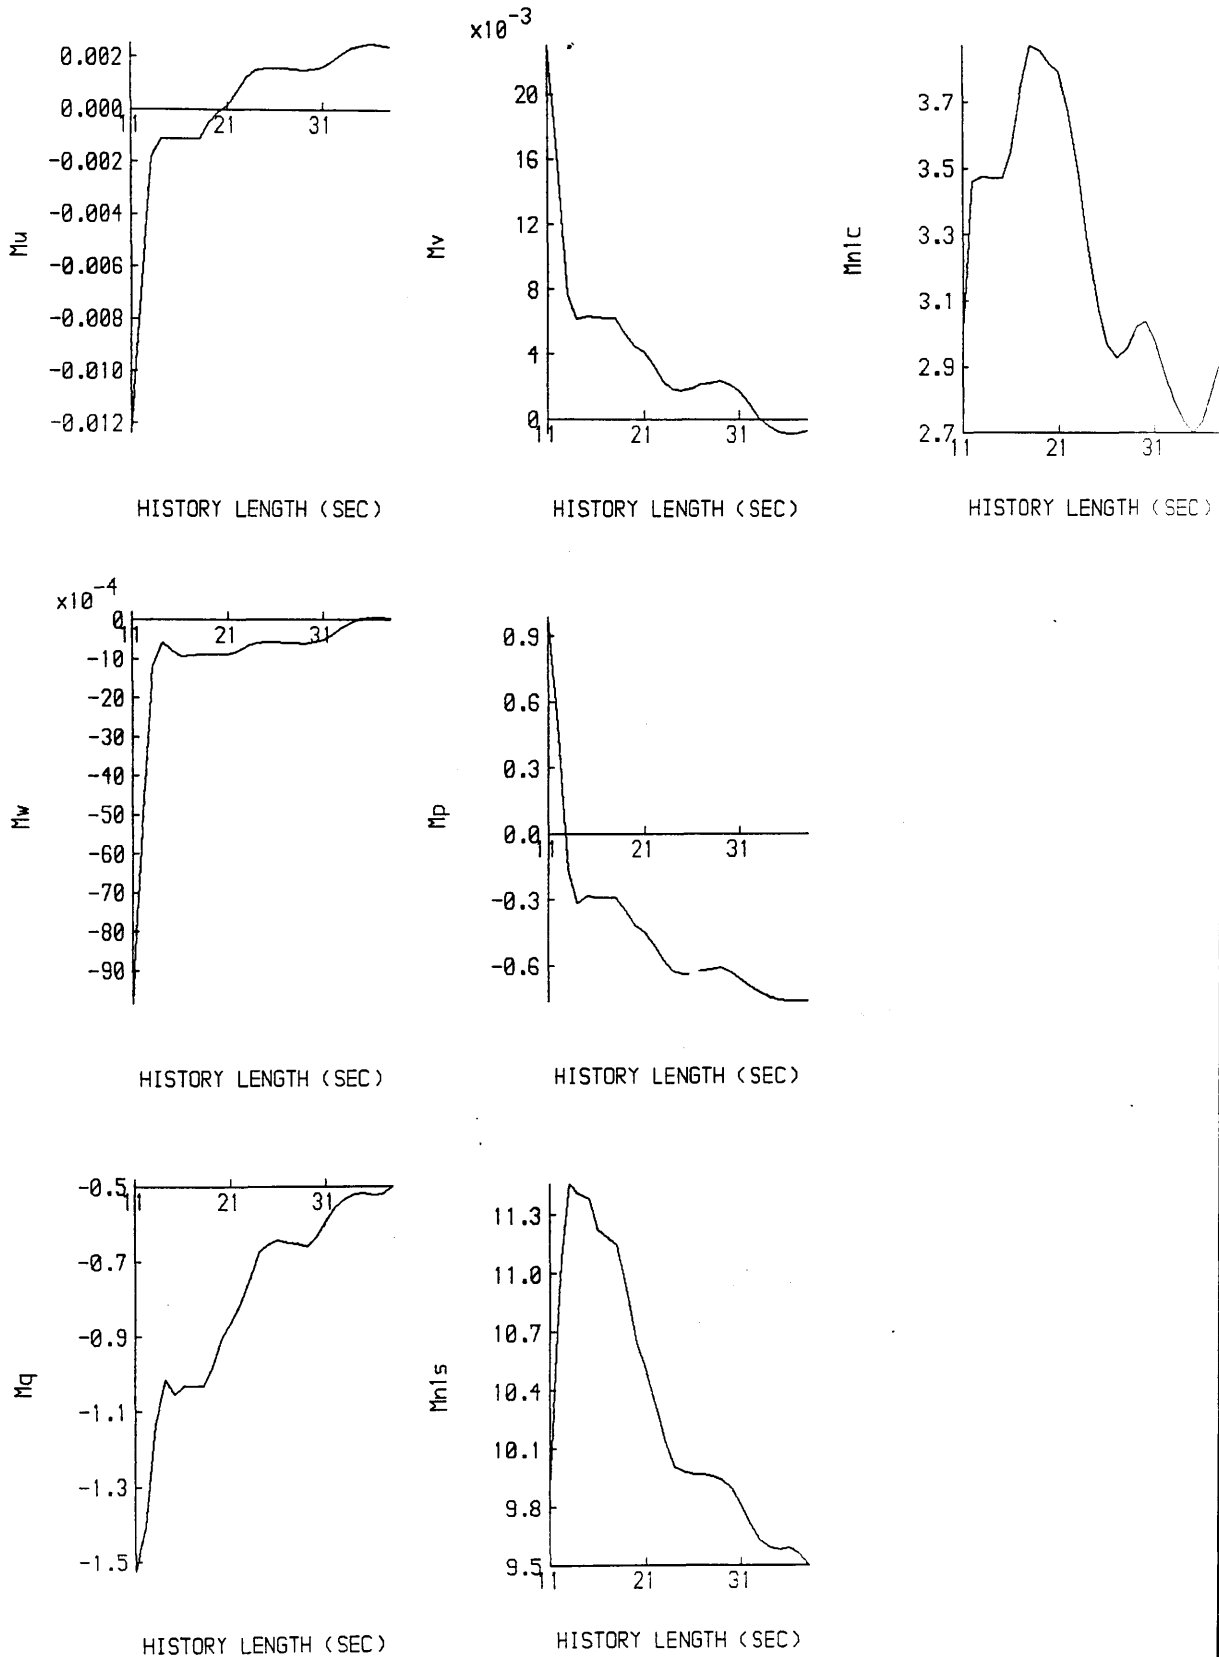 x10^-3
0.002
0.000
-0.002
-0.004
-0.006
-0.008
-0.010
-0.012
11 21 31
Mu
HISTORY LENGTH (SEC)
20
16
12
8
4
0
11 21 31
Mv
HISTORY LENGTH (SEC)
3.7
3.5
3.3
3.1
2.9
2.7
11 21 31
Mn1c
HISTORY LENGTH (SEC)
x10^-4
0
-10
-20
-30
-40
-50
-60
-70
-80
-90
11 21 31
Mw
HISTORY LENGTH (SEC)
0.9
0.6
0.3
0.0
-0.3
-0.6
11 21 31
Mp
HISTORY LENGTH (SEC)
-0.5
-0.7
-0.9
-1.1
-1.3
-1.5
11 21 31
Mq
HISTORY LENGTH (SEC)
11.3
11.0
10.7
10.4
10.1
9.8
9.5
11 21 31
Mn1s
HISTORY LENGTH (SEC)